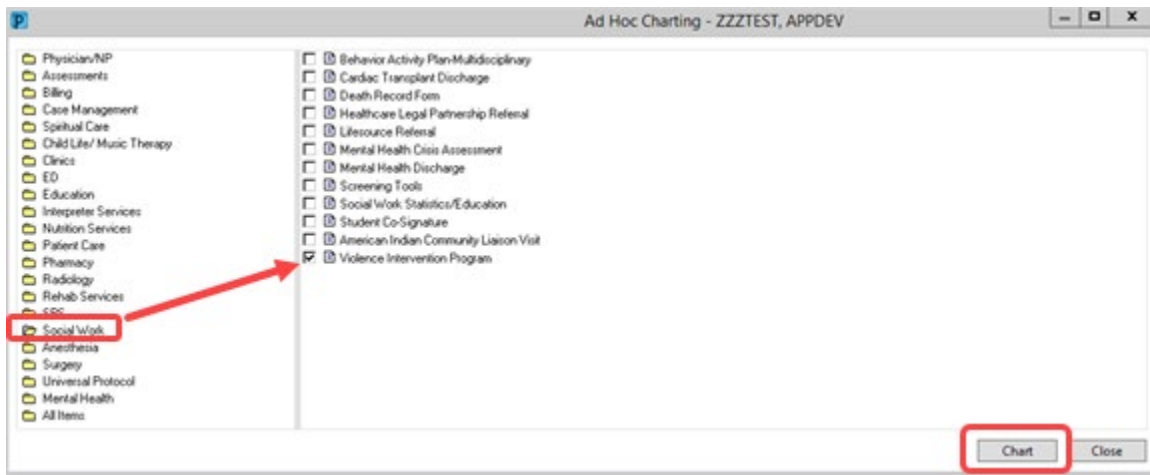 P
Ad Hoc Charting - ZZZTEST, APPDEV
Physician/NP
Assessments
Billing
Case Management
Spiritual Care
Child Life/ Music Therapy
Clinics
ED
Education
Interpreter Services
Nutrition Services
Patient Care
Pharmacy
Radiology
Rehab Services
Social Work
Anesthesia
Surgery
Universal Protocol
Mental Health
All Items
Behavior Activity Plan-Multidisciplinary
Cardiac Transplant Discharge
Death Record Form
Healthcare Legal Partnership Referral
Lifesource Referral
Mental Health Crisis Assessment
Mental Health Discharge
Screening Tools
Social Work Statistics/Education
Student Co-Signature
American Indian Community Liaison Visit
Violence Intervention Program
Chart
Close